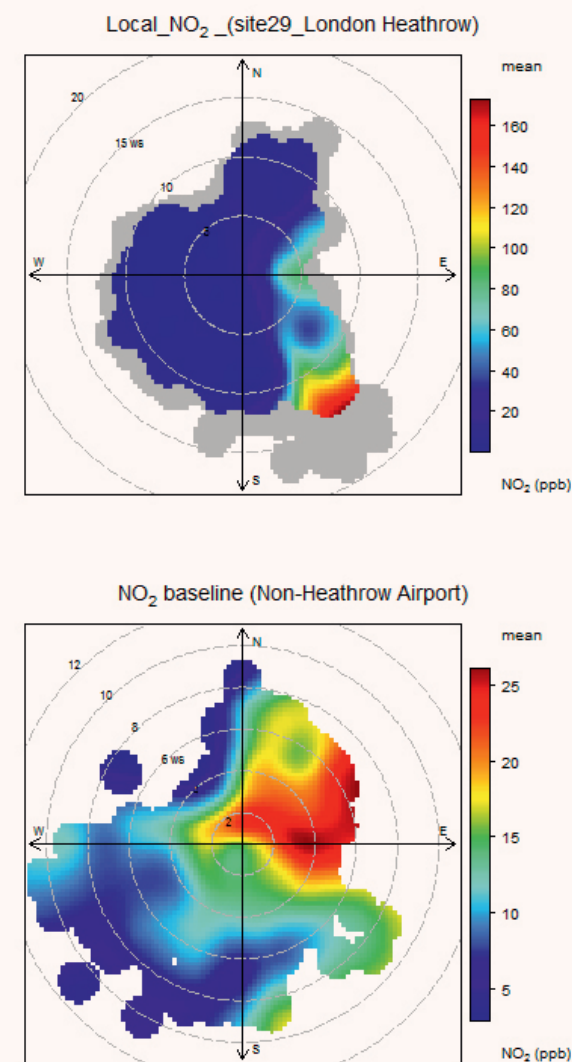 Local_NO₂ _(site29_London Heathrow)
mean
N
20
15 ws
10
5
W
E
S
160
140
120
100
80
60
40
20
NO₂ (ppb)
NO₂ baseline (Non-Heathrow Airport)
mean
N
12
10
8
6 ws
4
2
W
E
S
25
20
15
10
5
NO₂ (ppb)